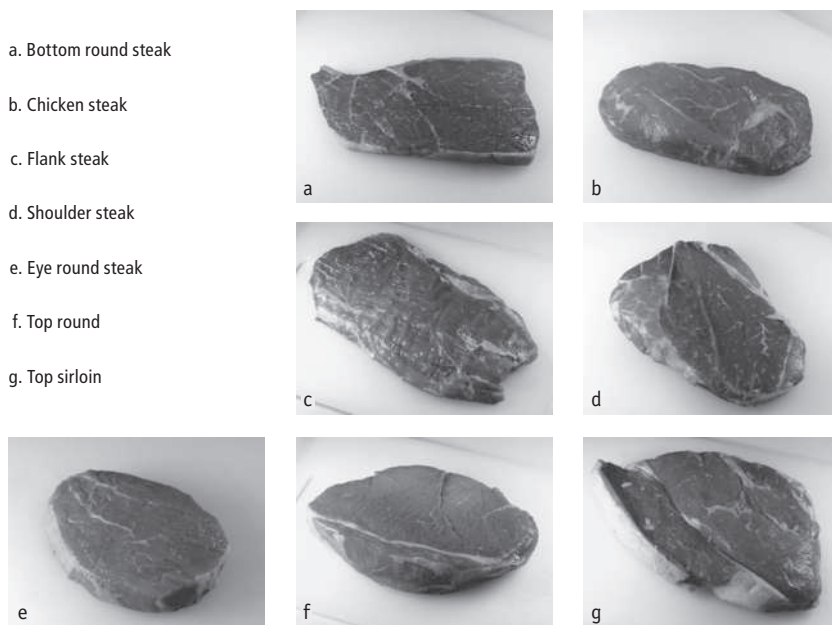 a. Bottom round steak
b. Chicken steak
c. Flank steak
d. Shoulder steak
e. Eye round steak
f. Top round
g. Top sirloin
a
b
c
d
e
f
g